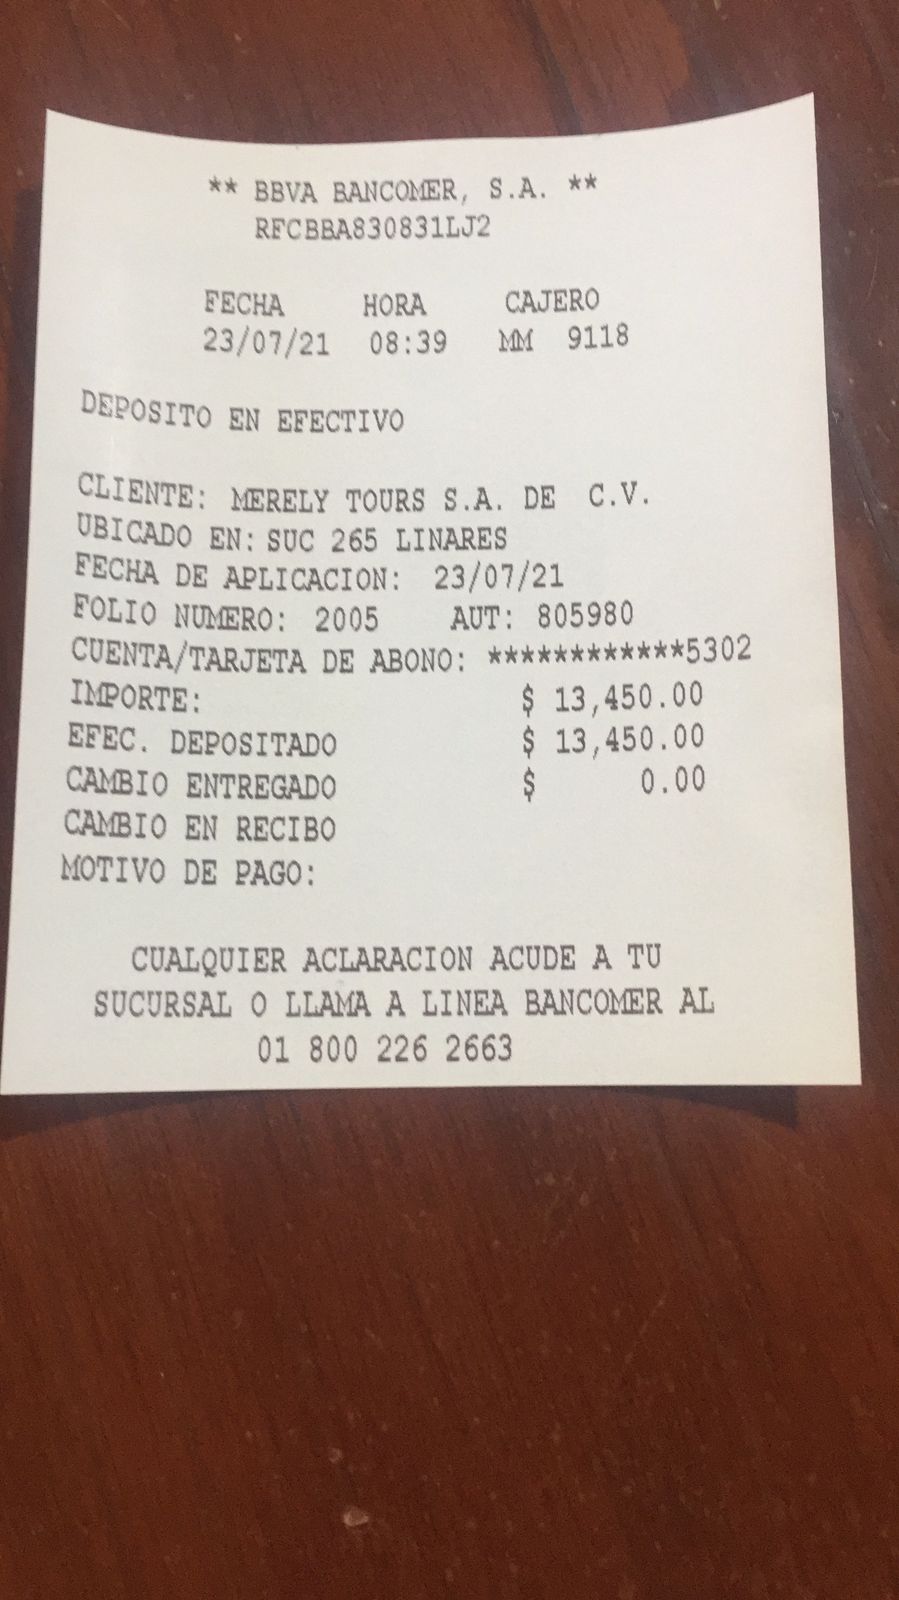 ** BBVA BANCOMER, S.A. **
RFCBBA830831LJ2
FECHA HORA CAJERO
23/07/21 08:39 MM 9118
DEPOSITO EN EFECTIVO
CLIENTE: MERELY TOURS S.A. DE C.V.
UBICADO EN: SUC 265 LINARES
FECHA DE APLICACION: 23/07/21
FOLIO NUMERO: 2005 AUT: 805980
CUENTA/TARJETA DE ABONO: ************5302
IMPORTE: $ 13,450.00
EFEC. DEPOSITADO $ 13,450.00
CAMBIO ENTREGADO $ 0.00
CAMBIO EN RECIBO
MOTIVO DE PAGO:
CUALQUIER ACLARACION ACUDE A TU
SUCURSAL O LLAMA A LINEA BANCOMER AL
01 800 226 2663